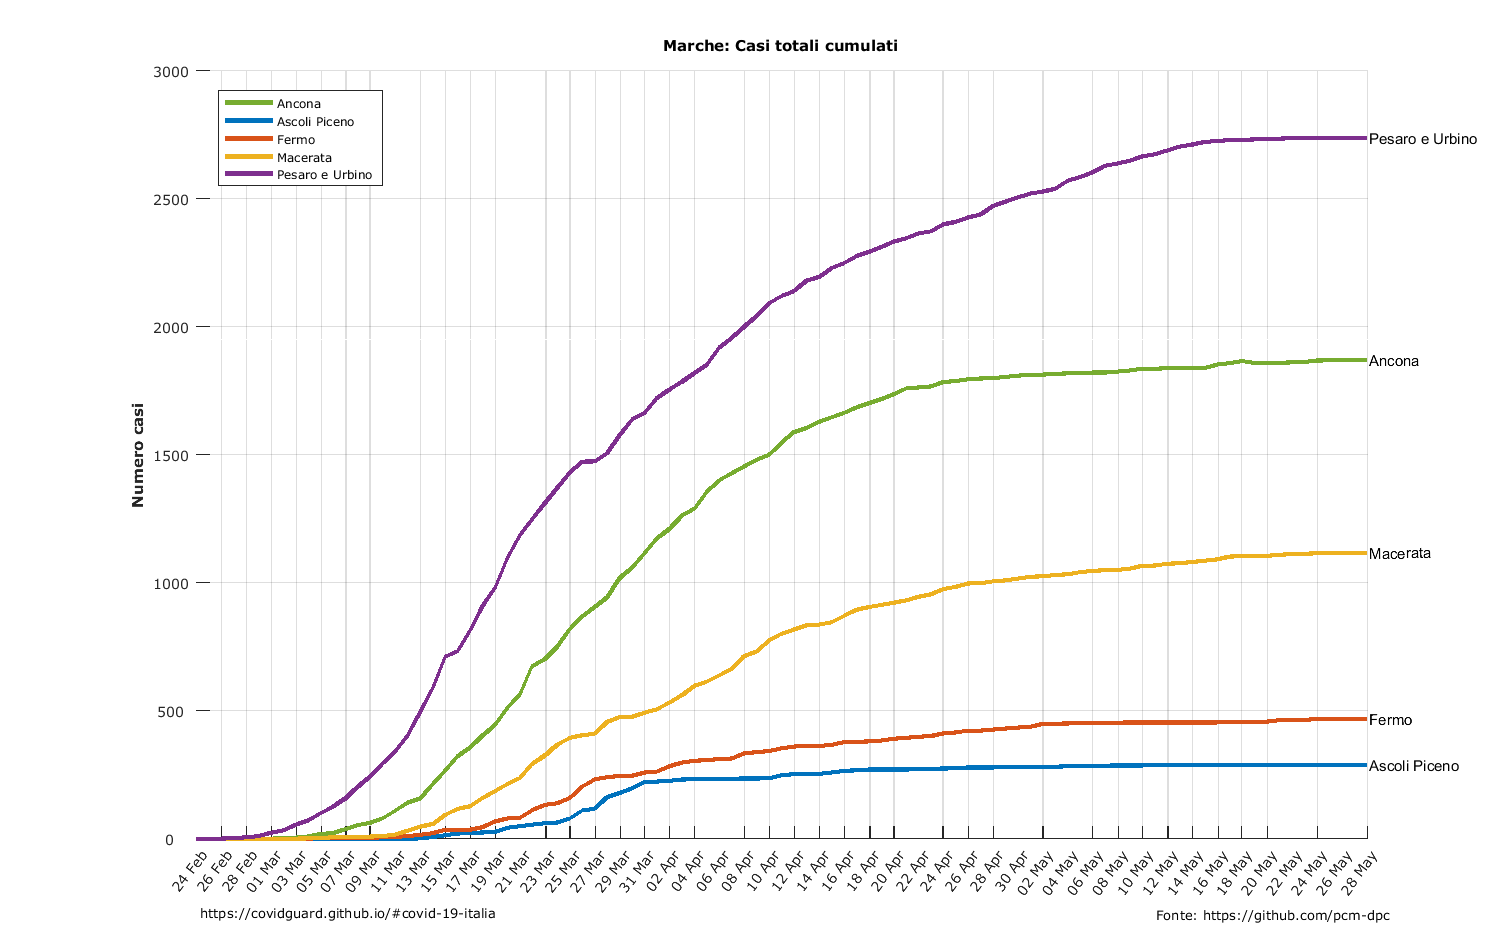 Marche: Casi totali cumulati
3000
2500
2000
1500
1000
500
0
Numero casi
Ancona
Ascoli Piceno
Fermo
Macerata
Pesaro e Urbino
Pesaro e Urbino
Ancona
Macerata
Fermo
Ascoli Piceno
24 Feb
26 Feb
28 Feb
01 Mar
03 Mar
05 Mar
07 Mar
09 Mar
11 Mar
13 Mar
15 Mar
17 Mar
19 Mar
21 Mar
23 Mar
25 Mar
27 Mar
29 Mar
31 Mar
02 Apr
04 Apr
06 Apr
08 Apr
10 Apr
12 Apr
14 Apr
16 Apr
18 Apr
20 Apr
22 Apr
24 Apr
26 Apr
28 Apr
30 Apr
02 May
04 May
06 May
08 May
10 May
12 May
14 May
16 May
18 May
20 May
22 May
24 May
26 May
28 May
https://covidguard.github.io/#covid-19-italia
Fonte: https://github.com/pcm-dpc